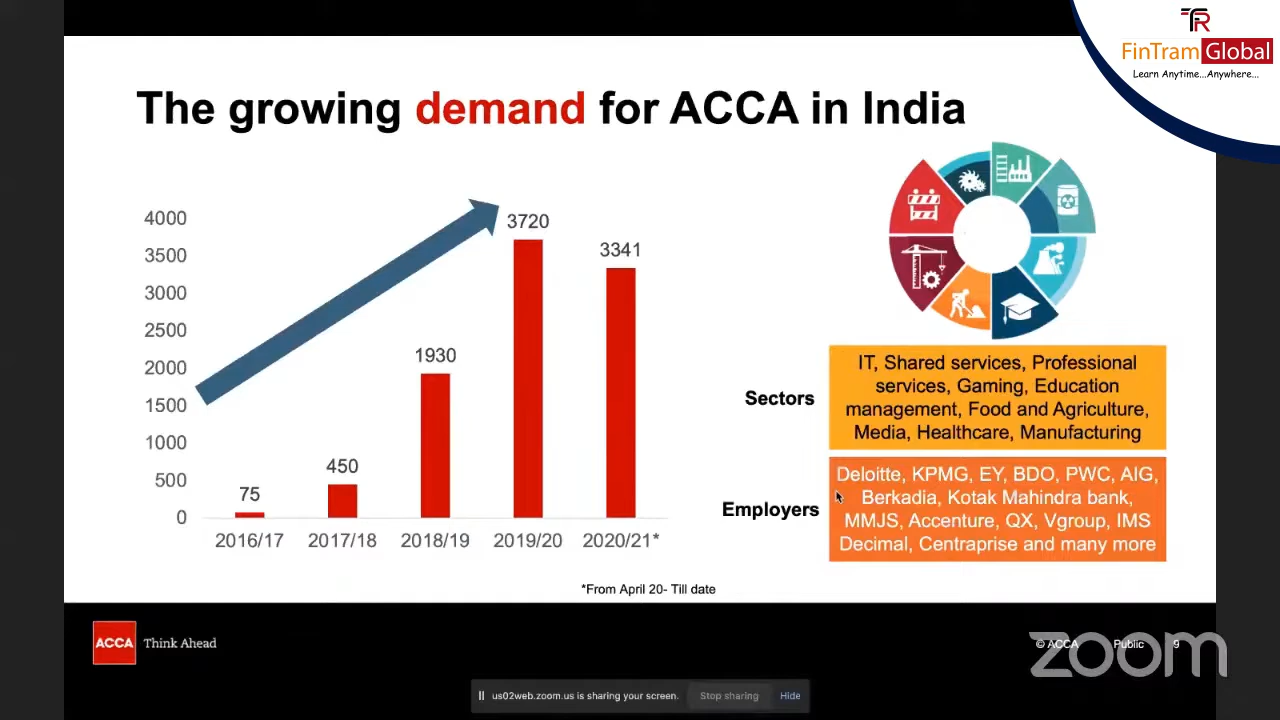 TR
FinTram Global
Learn Anytime...Anywhere...
The growing demand for ACCA in India
4000
3500
3000
2500
2000
1500
1000
500
0
75
450
1930
3720
3341
2016/17
2017/18
2018/19
2019/20
2020/21*
*From April 20- Till date
Sectors
IT, Shared services, Professional
services, Gaming, Education
management, Food and Agriculture,
Media, Healthcare, Manufacturing
Employers
Deloitte, KPMG, EY, BDO, PWC, AIG,
Berkadia, Kotak Mahindra bank,
MMJS, Accenture, QX, Vgroup, IMS
Decimal, Centraprise and many more
ACCA Think Ahead
© ACCA Public 9
zoom
us02web.zoom.us is sharing your screen. Stop sharing Hide